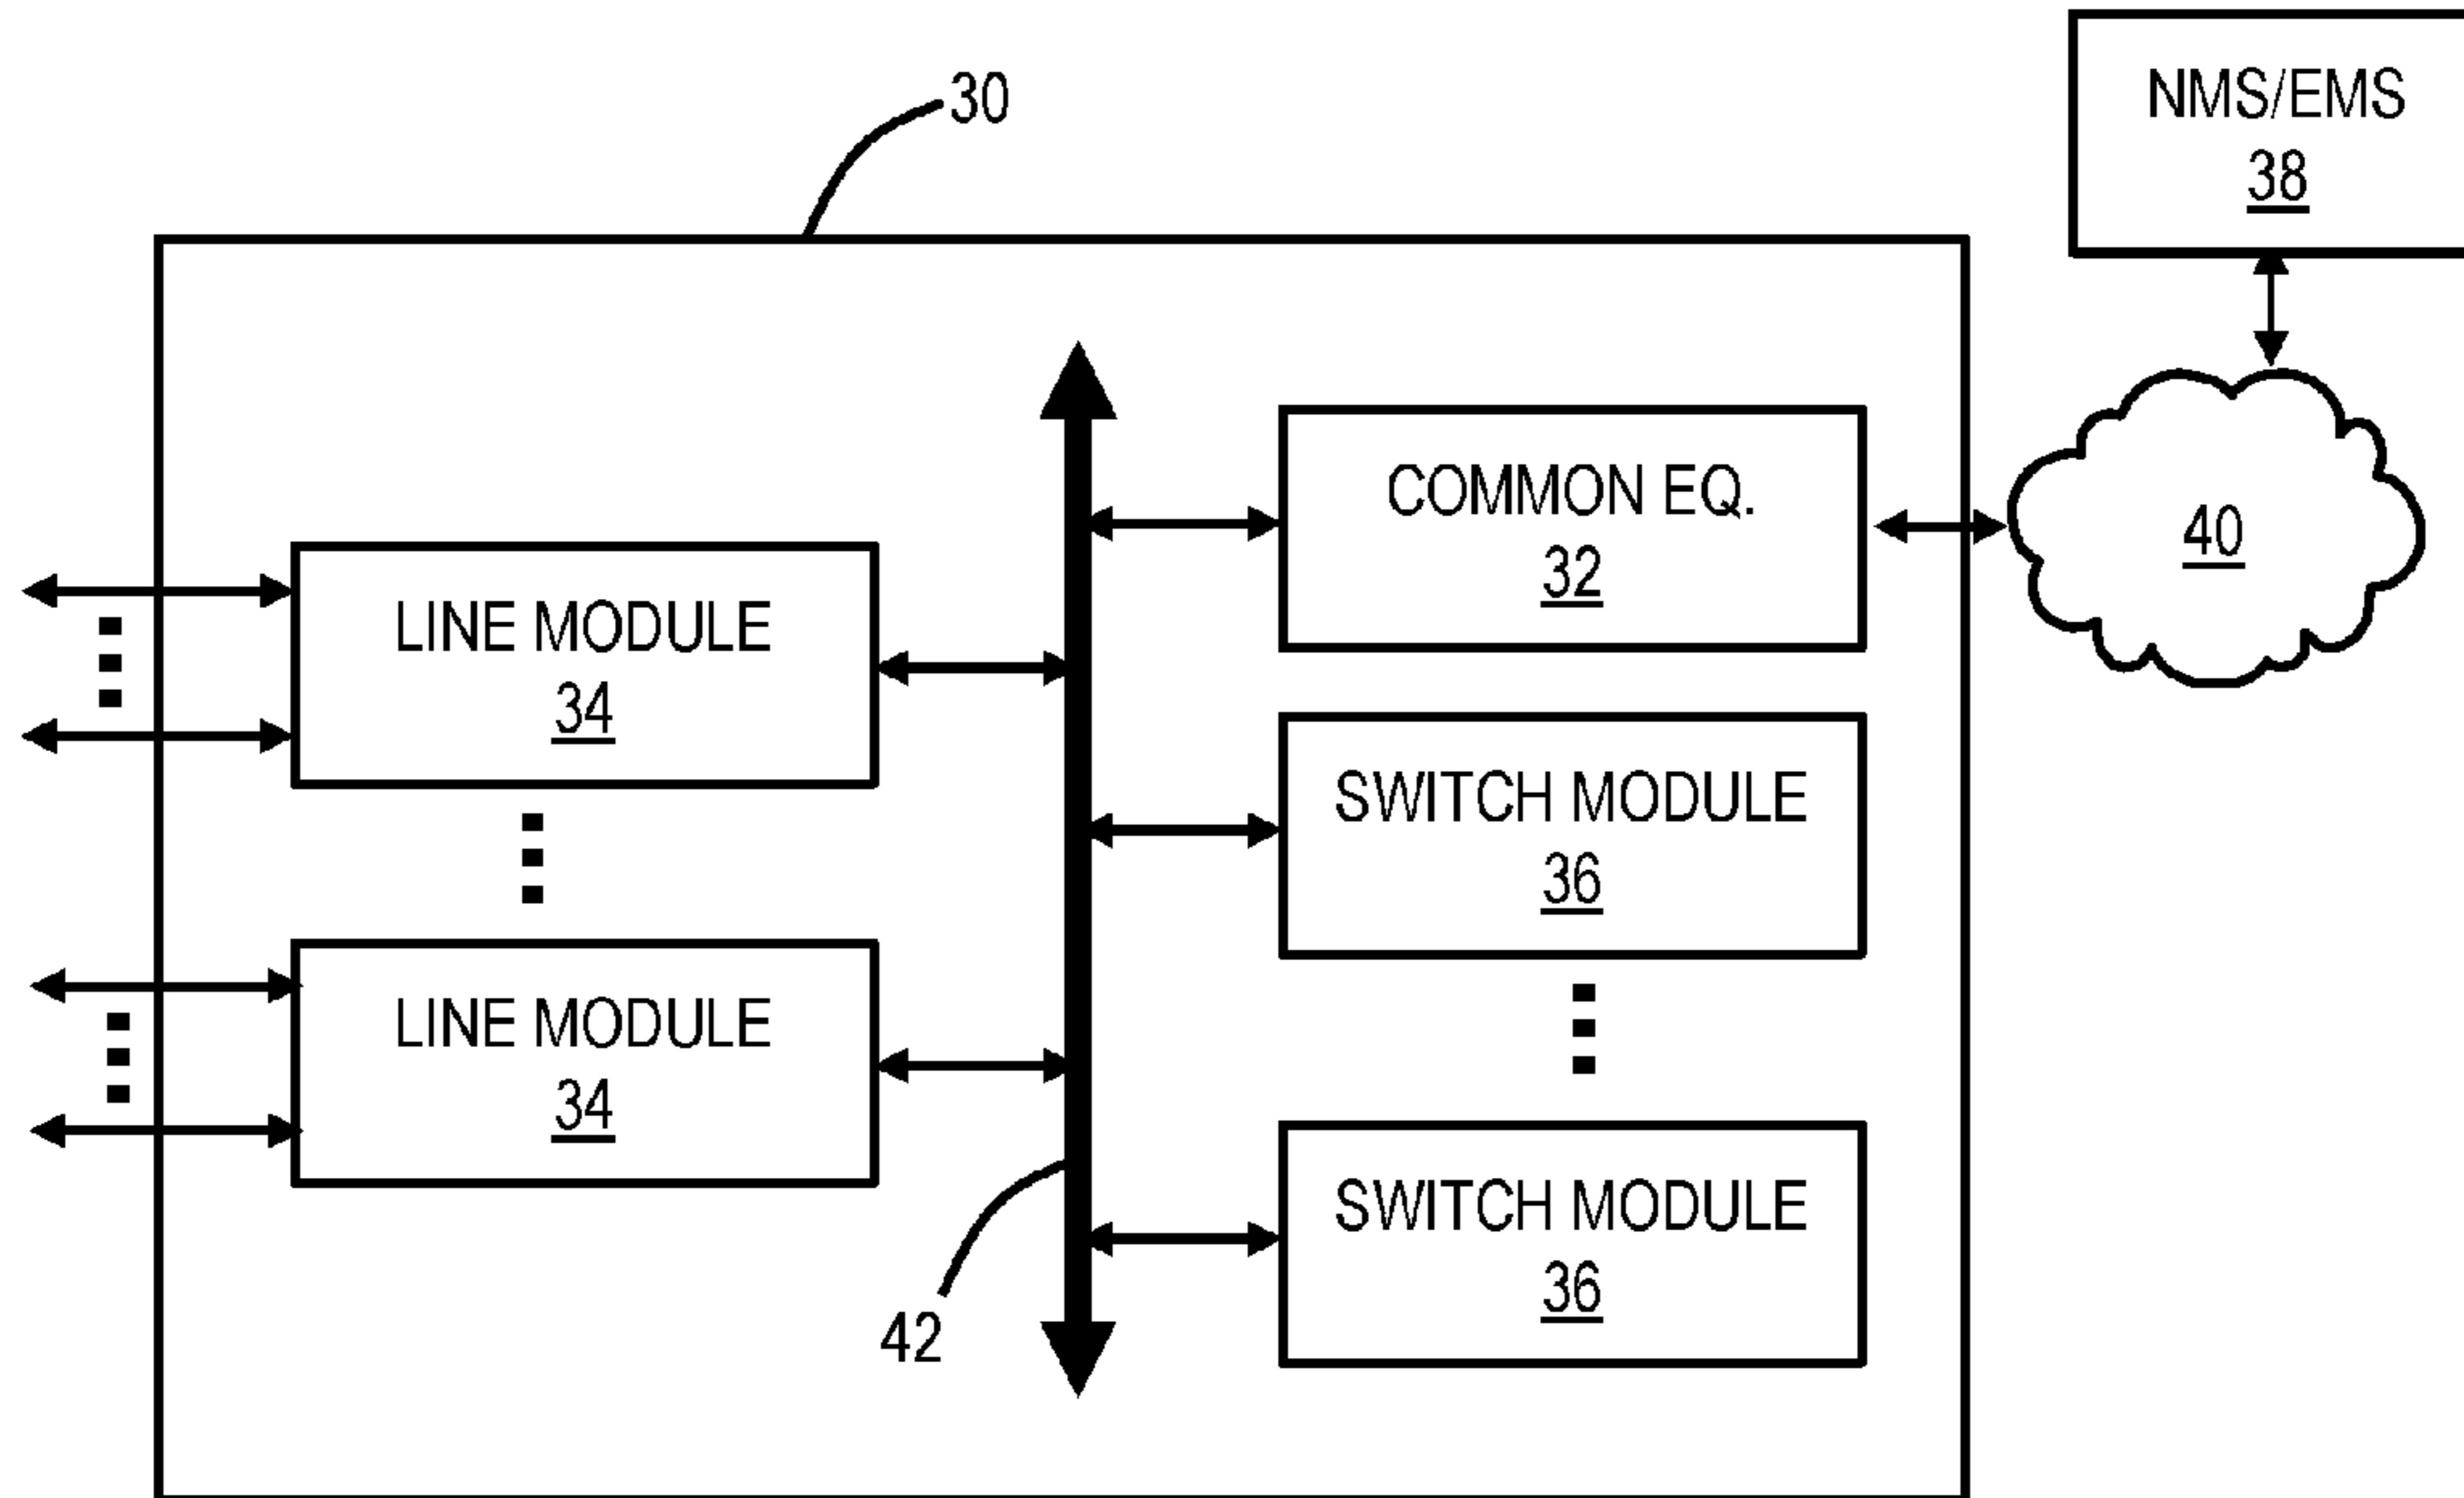 30
NMS/EMS
38
COMMON EQ.
32
40
LINE MODULE
34
SWITCH MODULE
36
LINE MODULE
34
SWITCH MODULE
36
42